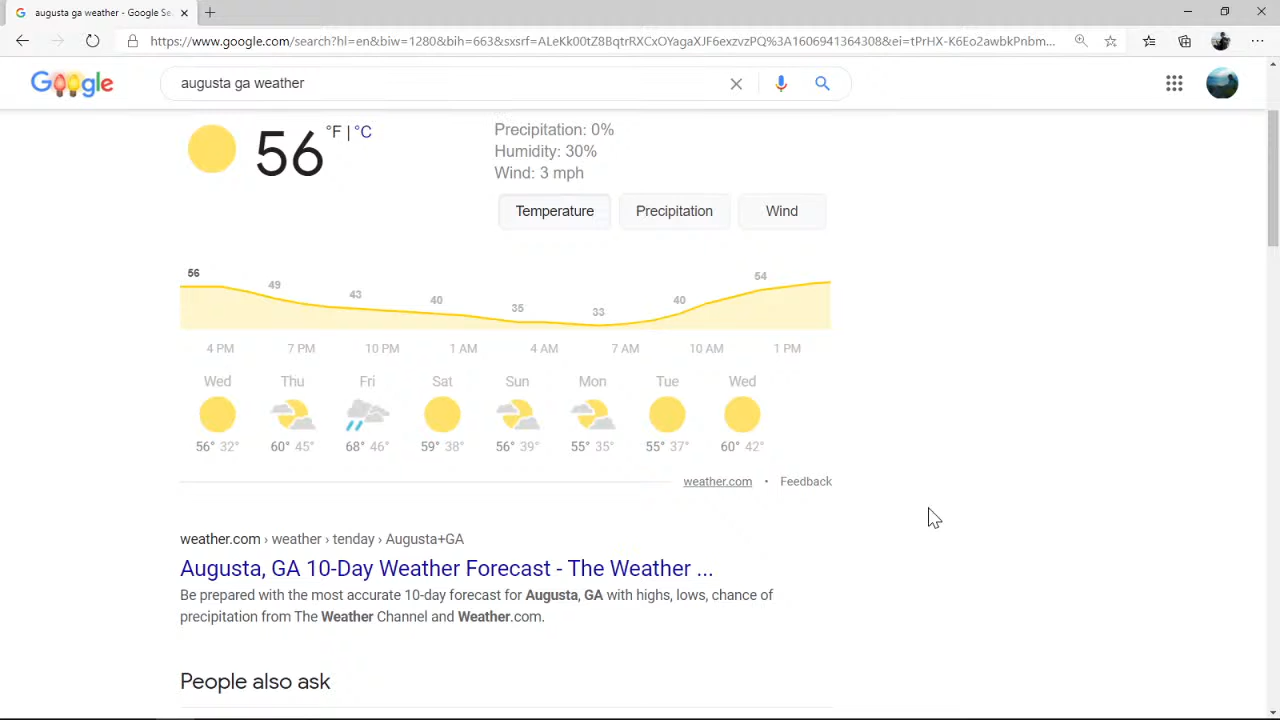 augusta ga weather - Google Se
https://www.google.com/search?hl=en&biw=1280&bih=663&sxsrf=ALeKk00tZ8BqtrRXCxOYagaXJF6exzvzPQ%3A1606941364308&ei=tPrHX-K6Eo2awbkPnbm...
Google
augusta ga weather
56 °F | °C
Precipitation: 0%
Humidity: 30%
Wind: 3 mph
Temperature Precipitation Wind
56 49 43 40 35 33 40 54
4 PM 7 PM 10 PM 1 AM 4 AM 7 AM 10 AM 1 PM
Wed Thu Fri Sat Sun Mon Tue Wed
56° 32° 60° 45° 68° 46° 59° 38° 56° 39° 55° 35° 55° 37° 60° 42°
weather.com • Feedback
weather.com › weather › tenday › Augusta+GA
Augusta, GA 10-Day Weather Forecast - The Weather ...
Be prepared with the most accurate 10-day forecast for Augusta, GA with highs, lows, chance of
precipitation from The Weather Channel and Weather.com.
People also ask